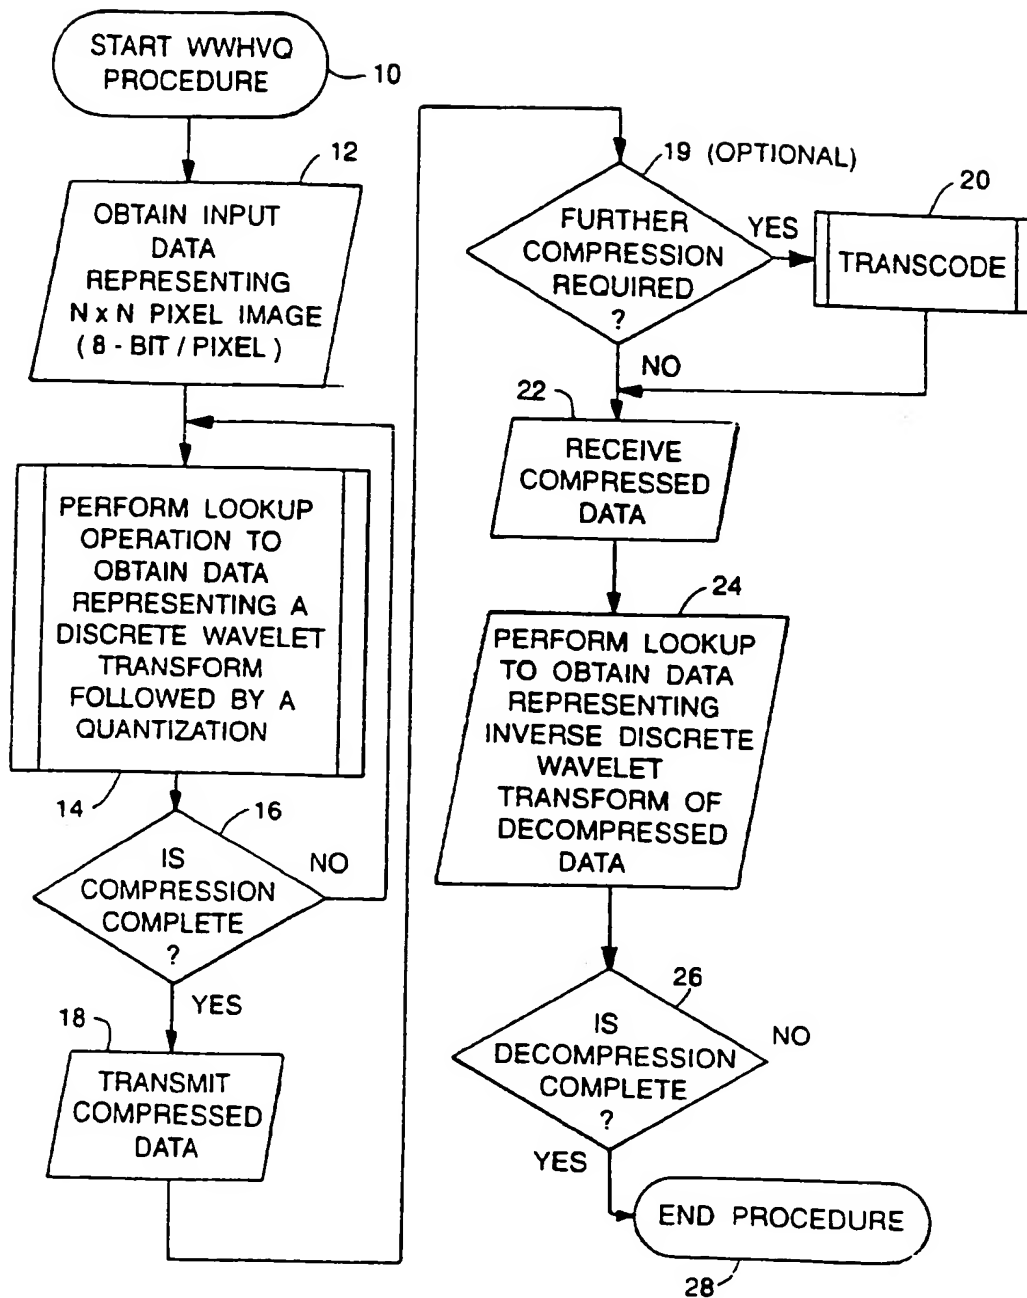 START WWHVQ
PROCEDURE
10
12
OBTAIN INPUT
DATA
REPRESENTING
N x N PIXEL IMAGE
( 8 - BIT / PIXEL )
PERFORM LOOKUP
OPERATION TO
OBTAIN DATA
REPRESENTING A
DISCRETE WAVELET
TRANSFORM
FOLLOWED BY A
QUANTIZATION
14
16
IS
COMPRESSION
COMPLETE
?
NO
YES
18
TRANSMIT
COMPRESSED
DATA
19 (OPTIONAL)
FURTHER
COMPRESSION
REQUIRED
?
YES
20
TRANSCODE
NO
22
RECEIVE
COMPRESSED
DATA
24
PERFORM LOOKUP
TO OBTAIN DATA
REPRESENTING
INVERSE DISCRETE
WAVELET
TRANSFORM OF
DECOMPRESSED
DATA
26
IS
DECOMPRESSION
COMPLETE
?
NO
YES
END PROCEDURE
28